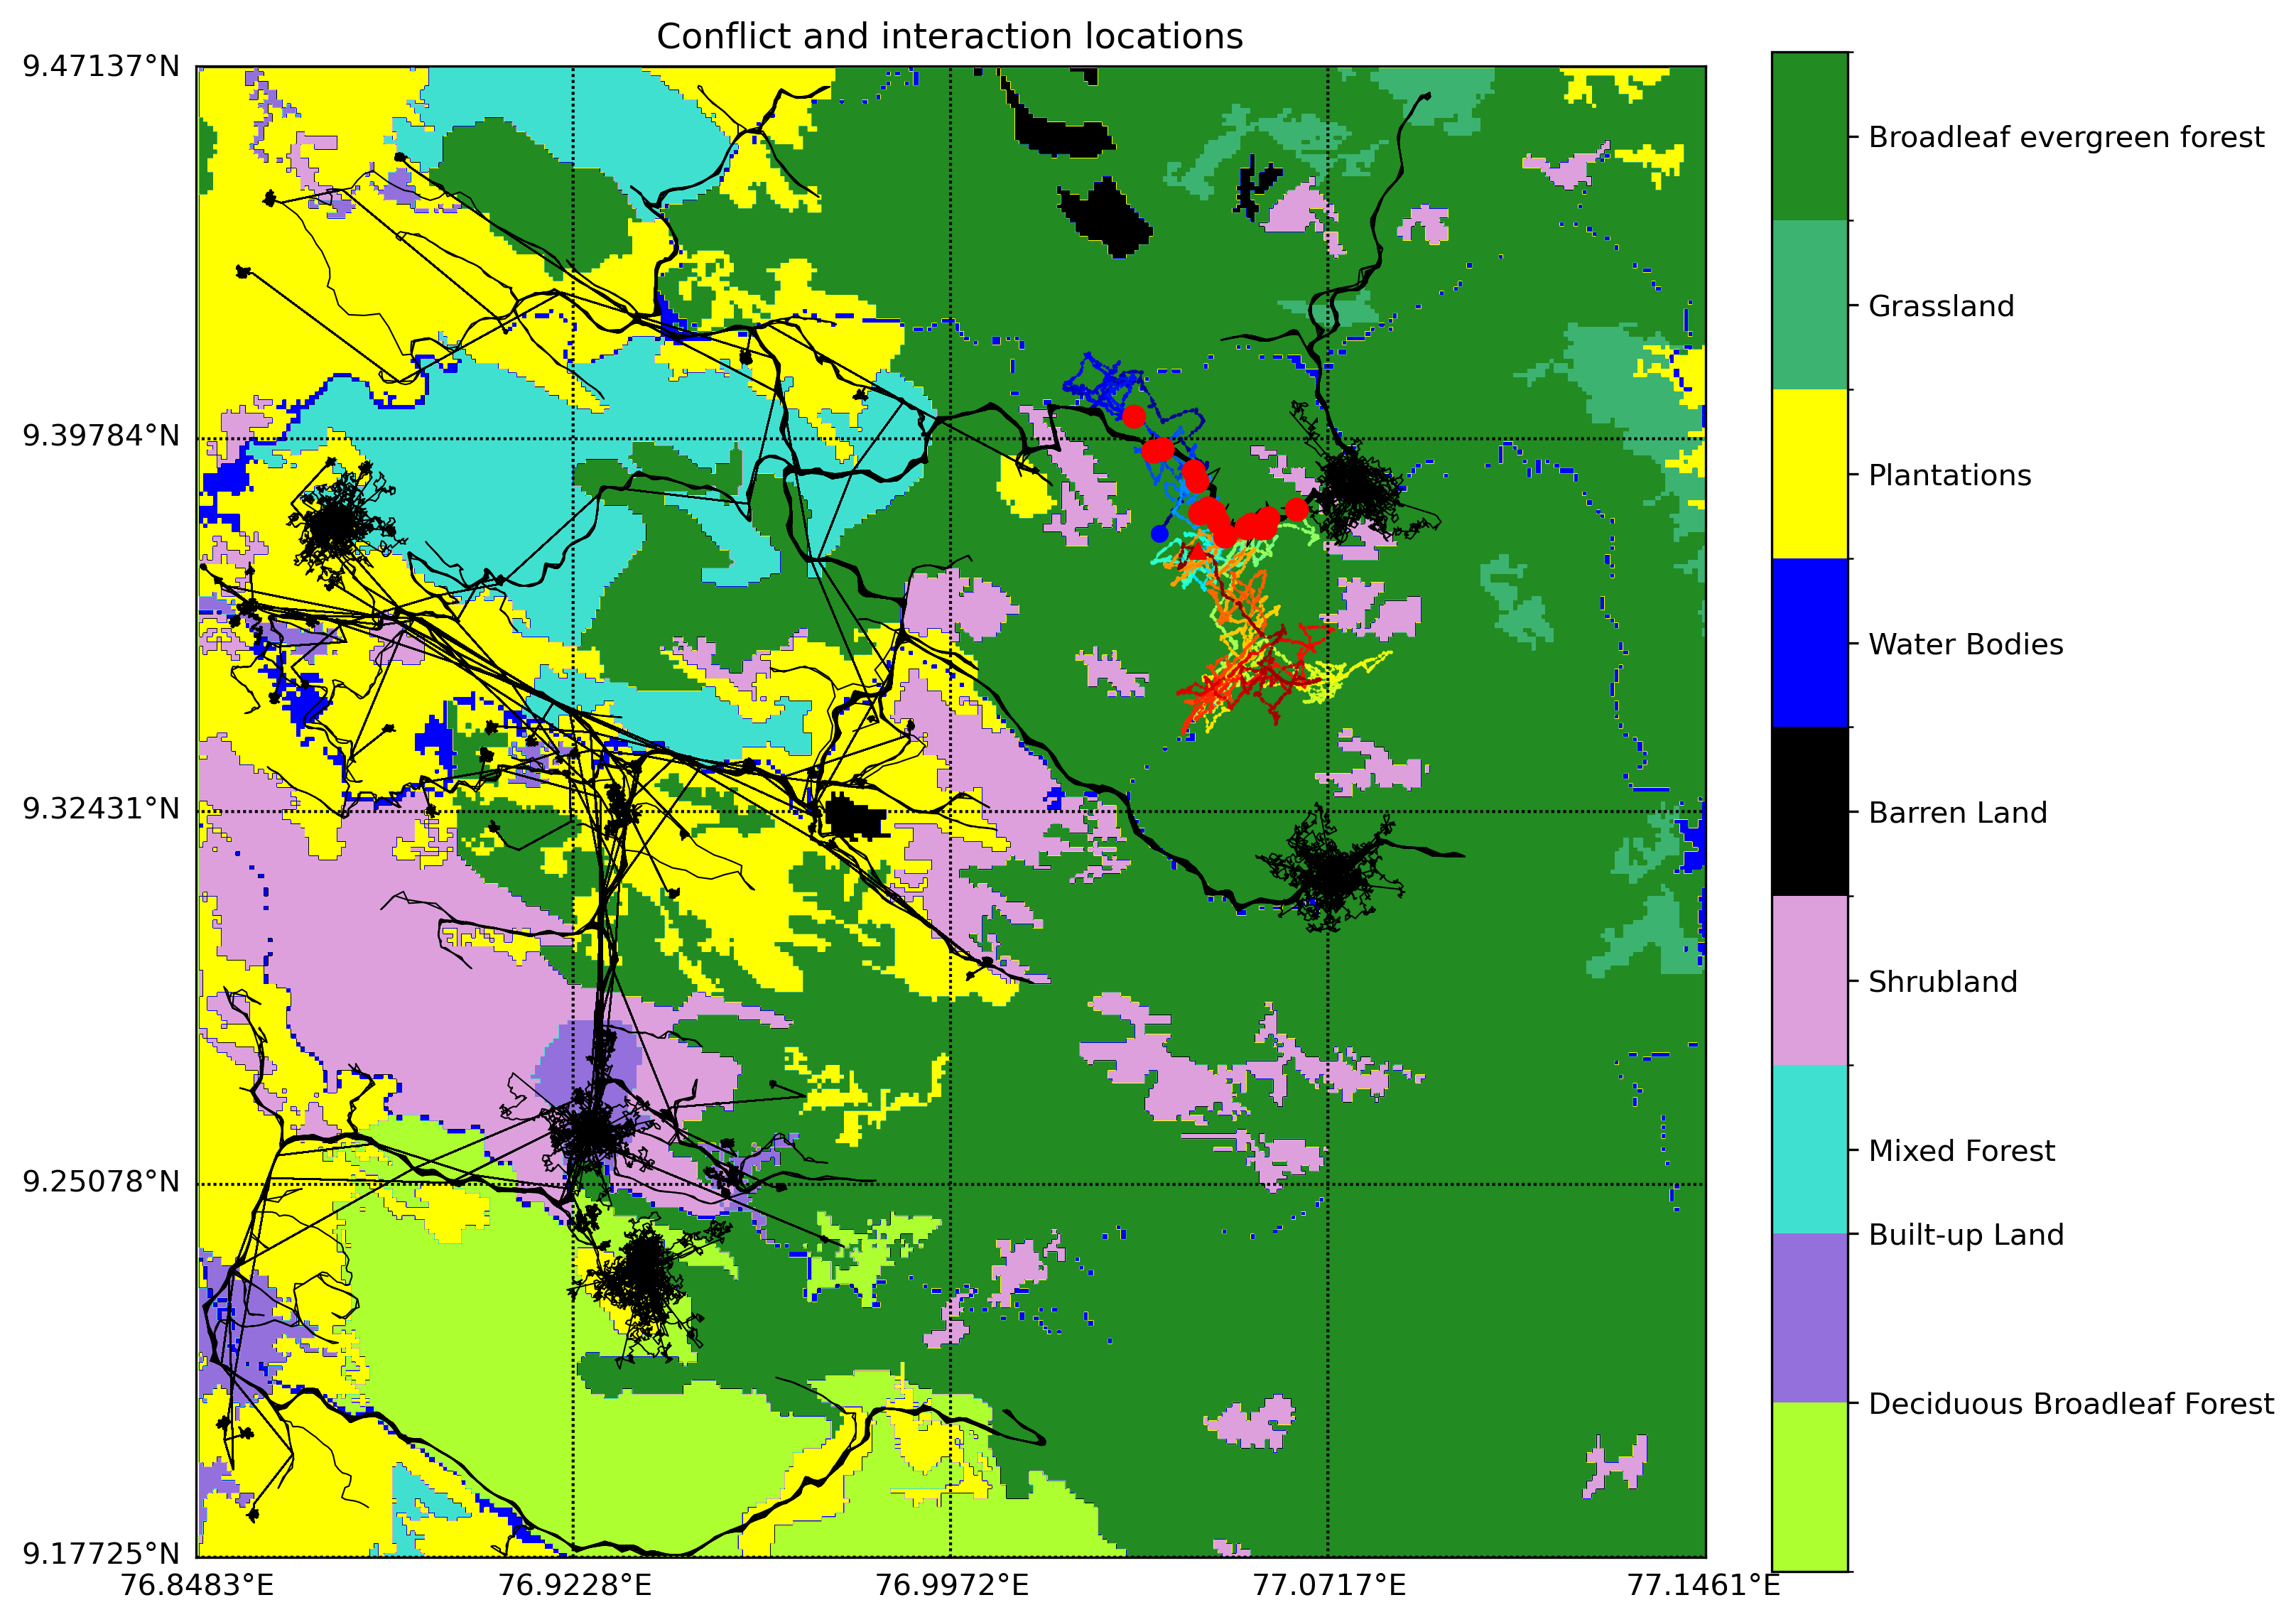 Conflict and interaction locations
9.47137°N
9.39784°N
9.32431°N
9.25078°N
9.17725°N
76.8483°E
76.9228°E
76.9972°E
77.0717°E
77.1461°E
Broadleaf evergreen forest
Grassland
Plantations
Water Bodies
Barren Land
Shrubland
Mixed Forest
Built-up Land
Deciduous Broadleaf Forest